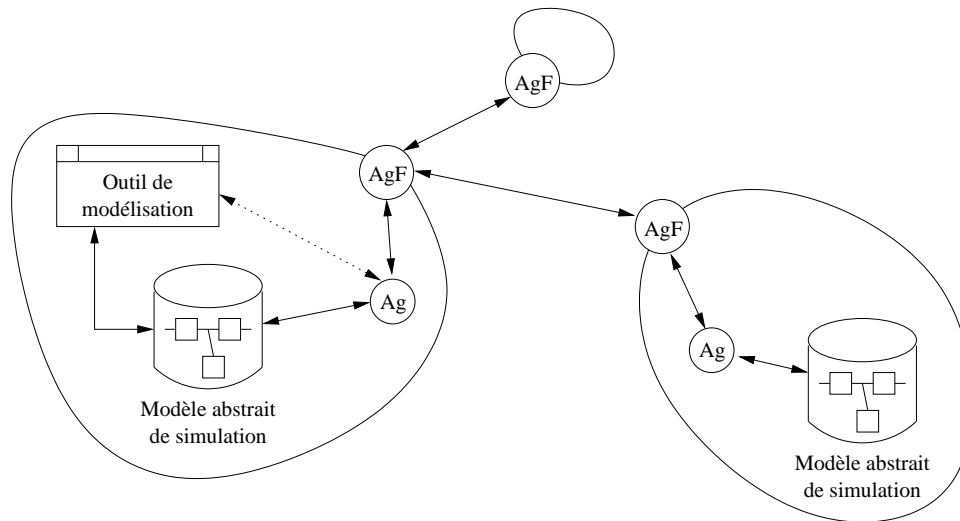 AgF
AgF
Outil de
modélisation
AgF
Ag
Ag
Modèle abstrait
de simulation
Modèle abstrait
de simulation